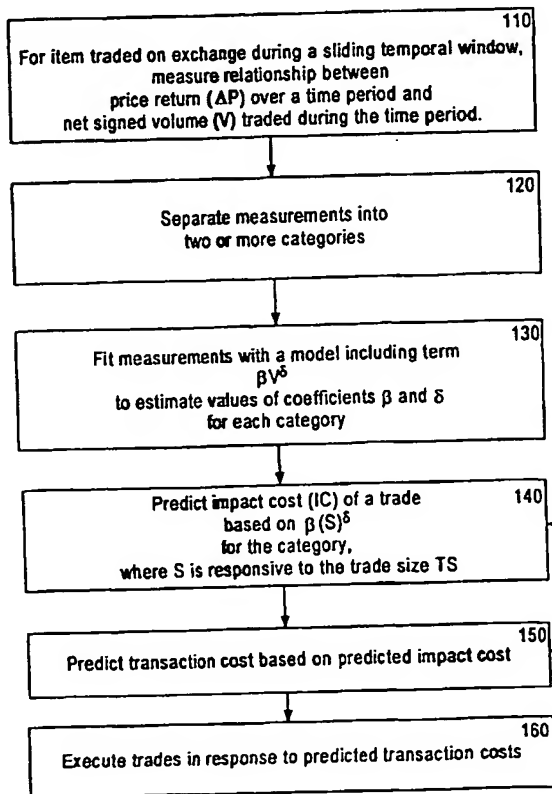 110
For item traded on exchange during a sliding temporal window,
measure relationship between
price return (ΔP) over a time period and
net signed volume (V) traded during the time period.
120
Separate measurements into
two or more categories
130
Fit measurements with a model including term
βV^δ
to estimate values of coefficients β and δ
for each category
140
Predict impact cost (IC) of a trade
based on β(S)^δ
for the category,
where S is responsive to the trade size TS
150
Predict transaction cost based on predicted impact cost
160
Execute trades in response to predicted transaction costs